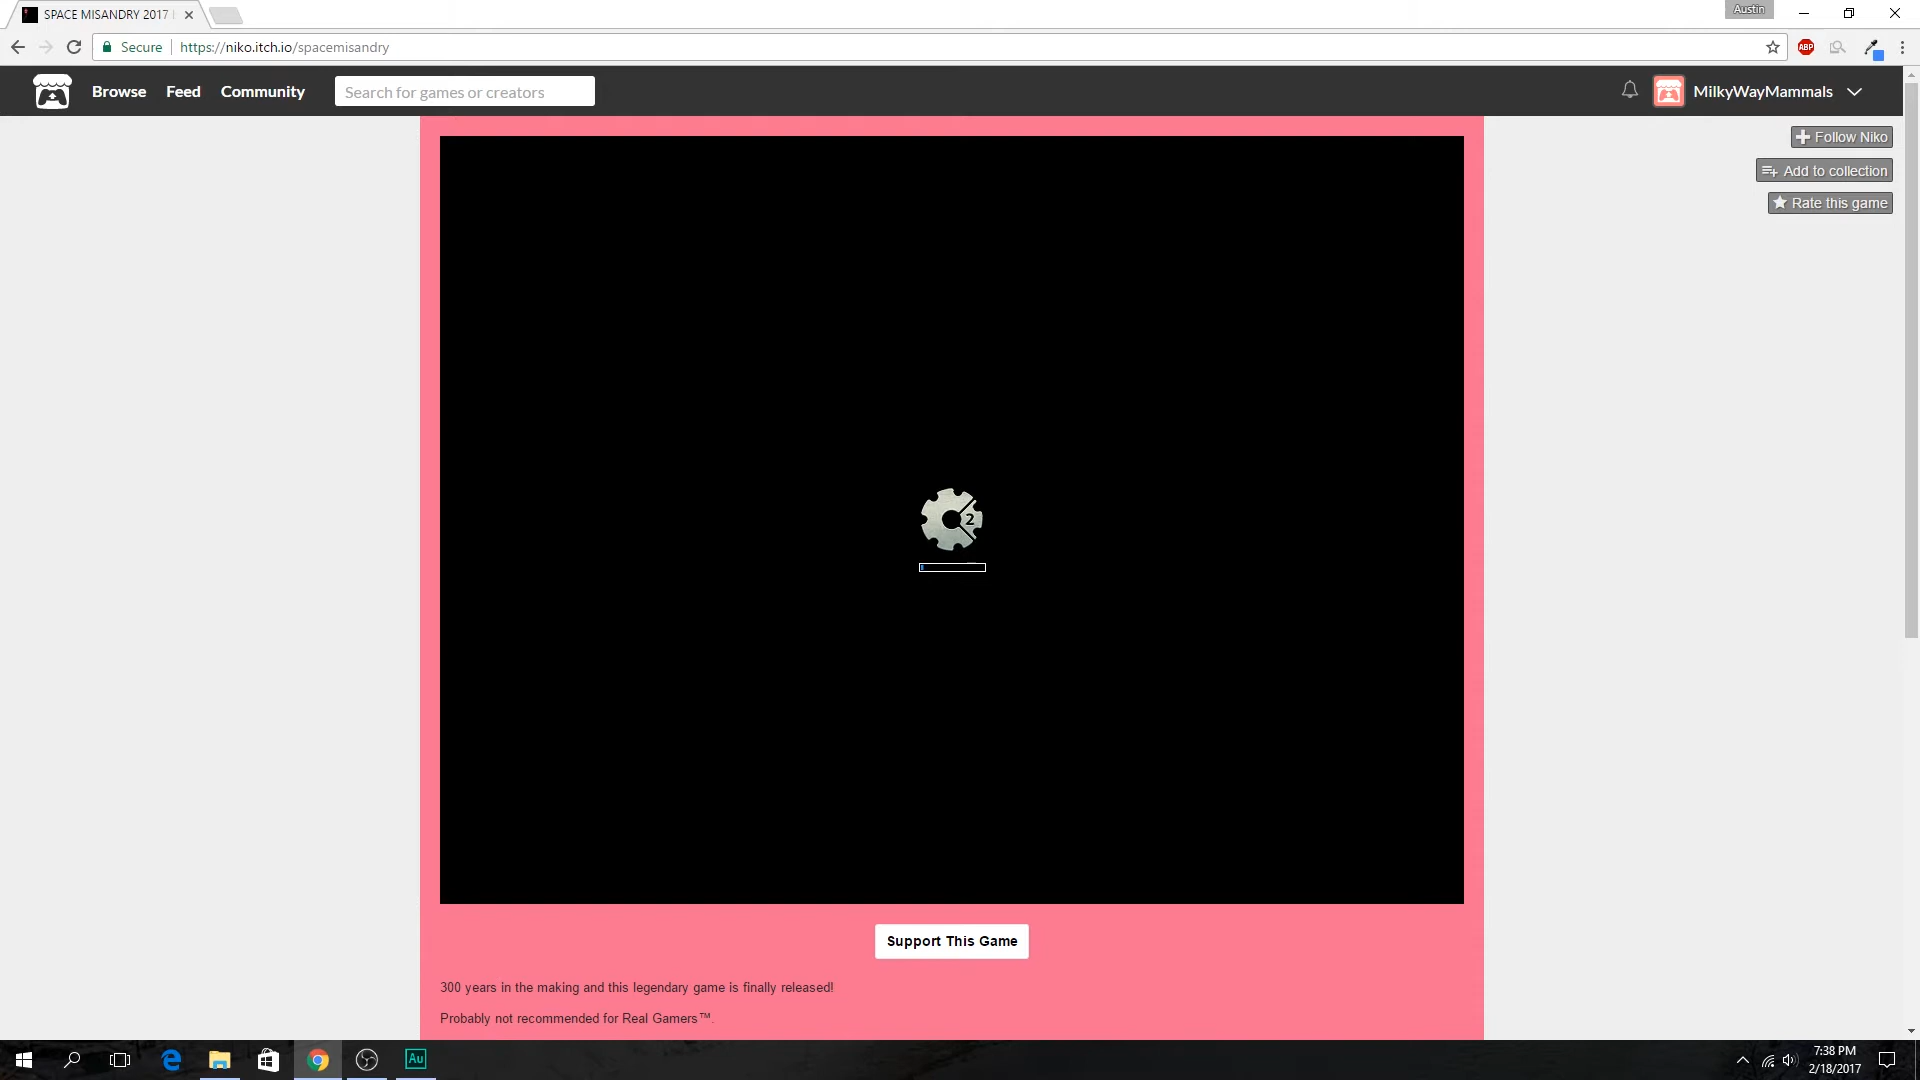 SPACE MISANDRY 2017
Austin
Secure
https://niko.itch.io/spacemisandry
ABP
Browse
Feed
Community
Search for games or creators
MilkyWayMammals
Follow Niko
Add to collection
Rate this game
2
Support This Game
300 years in the making and this legendary game is finally released!
Probably not recommended for Real Gamers™.
Au
7:38 PM
2/18/2017